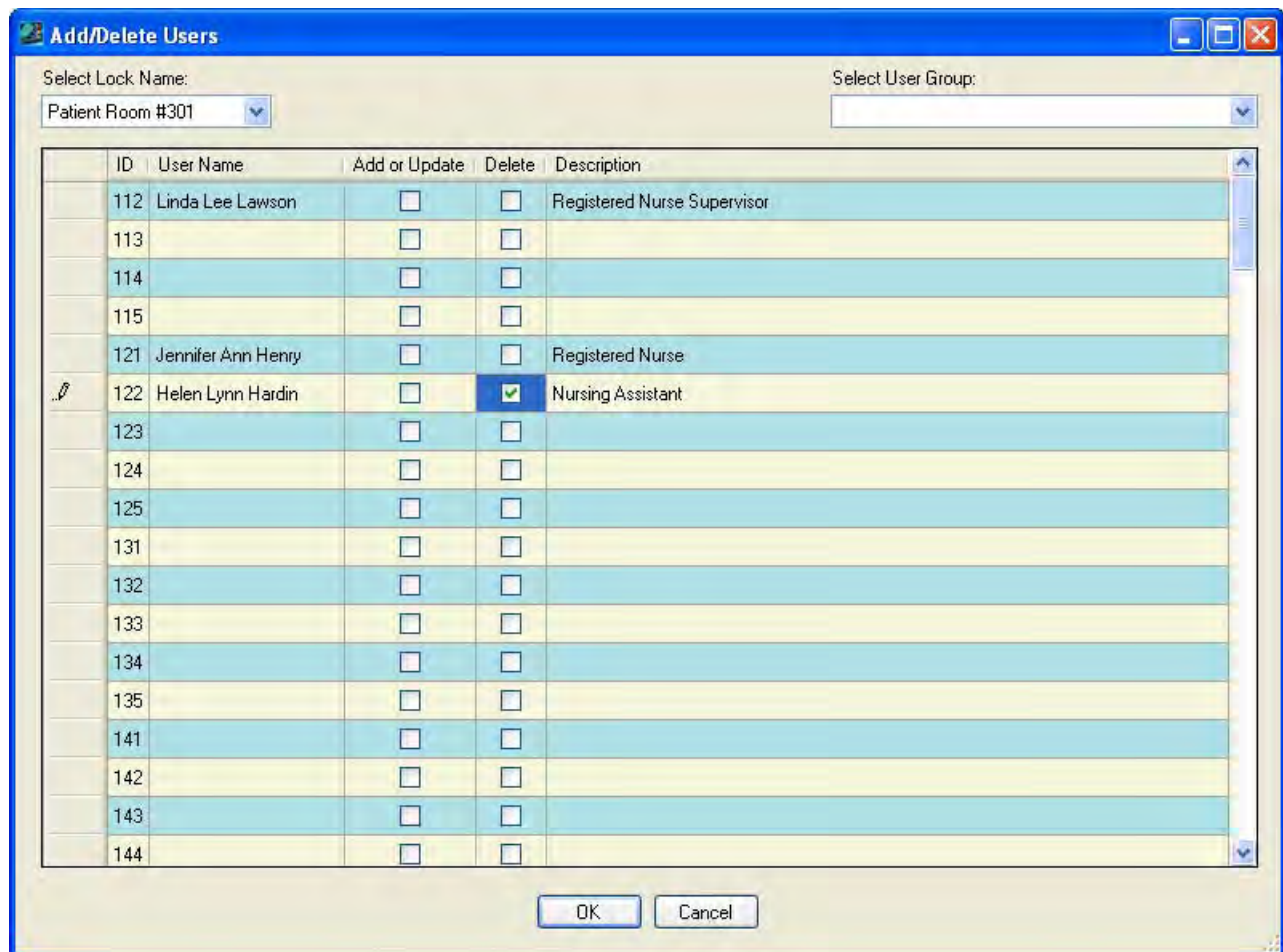 Add/Delete Users
Select Lock Name: Select User Group:
Patient Room #301
ID User Name Add or Update Delete Description
112 Linda Lee Lawson Registered Nurse Supervisor
113
114
115
121 Jennifer Ann Henry Registered Nurse
122 Helen Lynn Hardin Nursing Assistant
123
124
125
131
132
133
134
135
141
142
143
144
OK Cancel